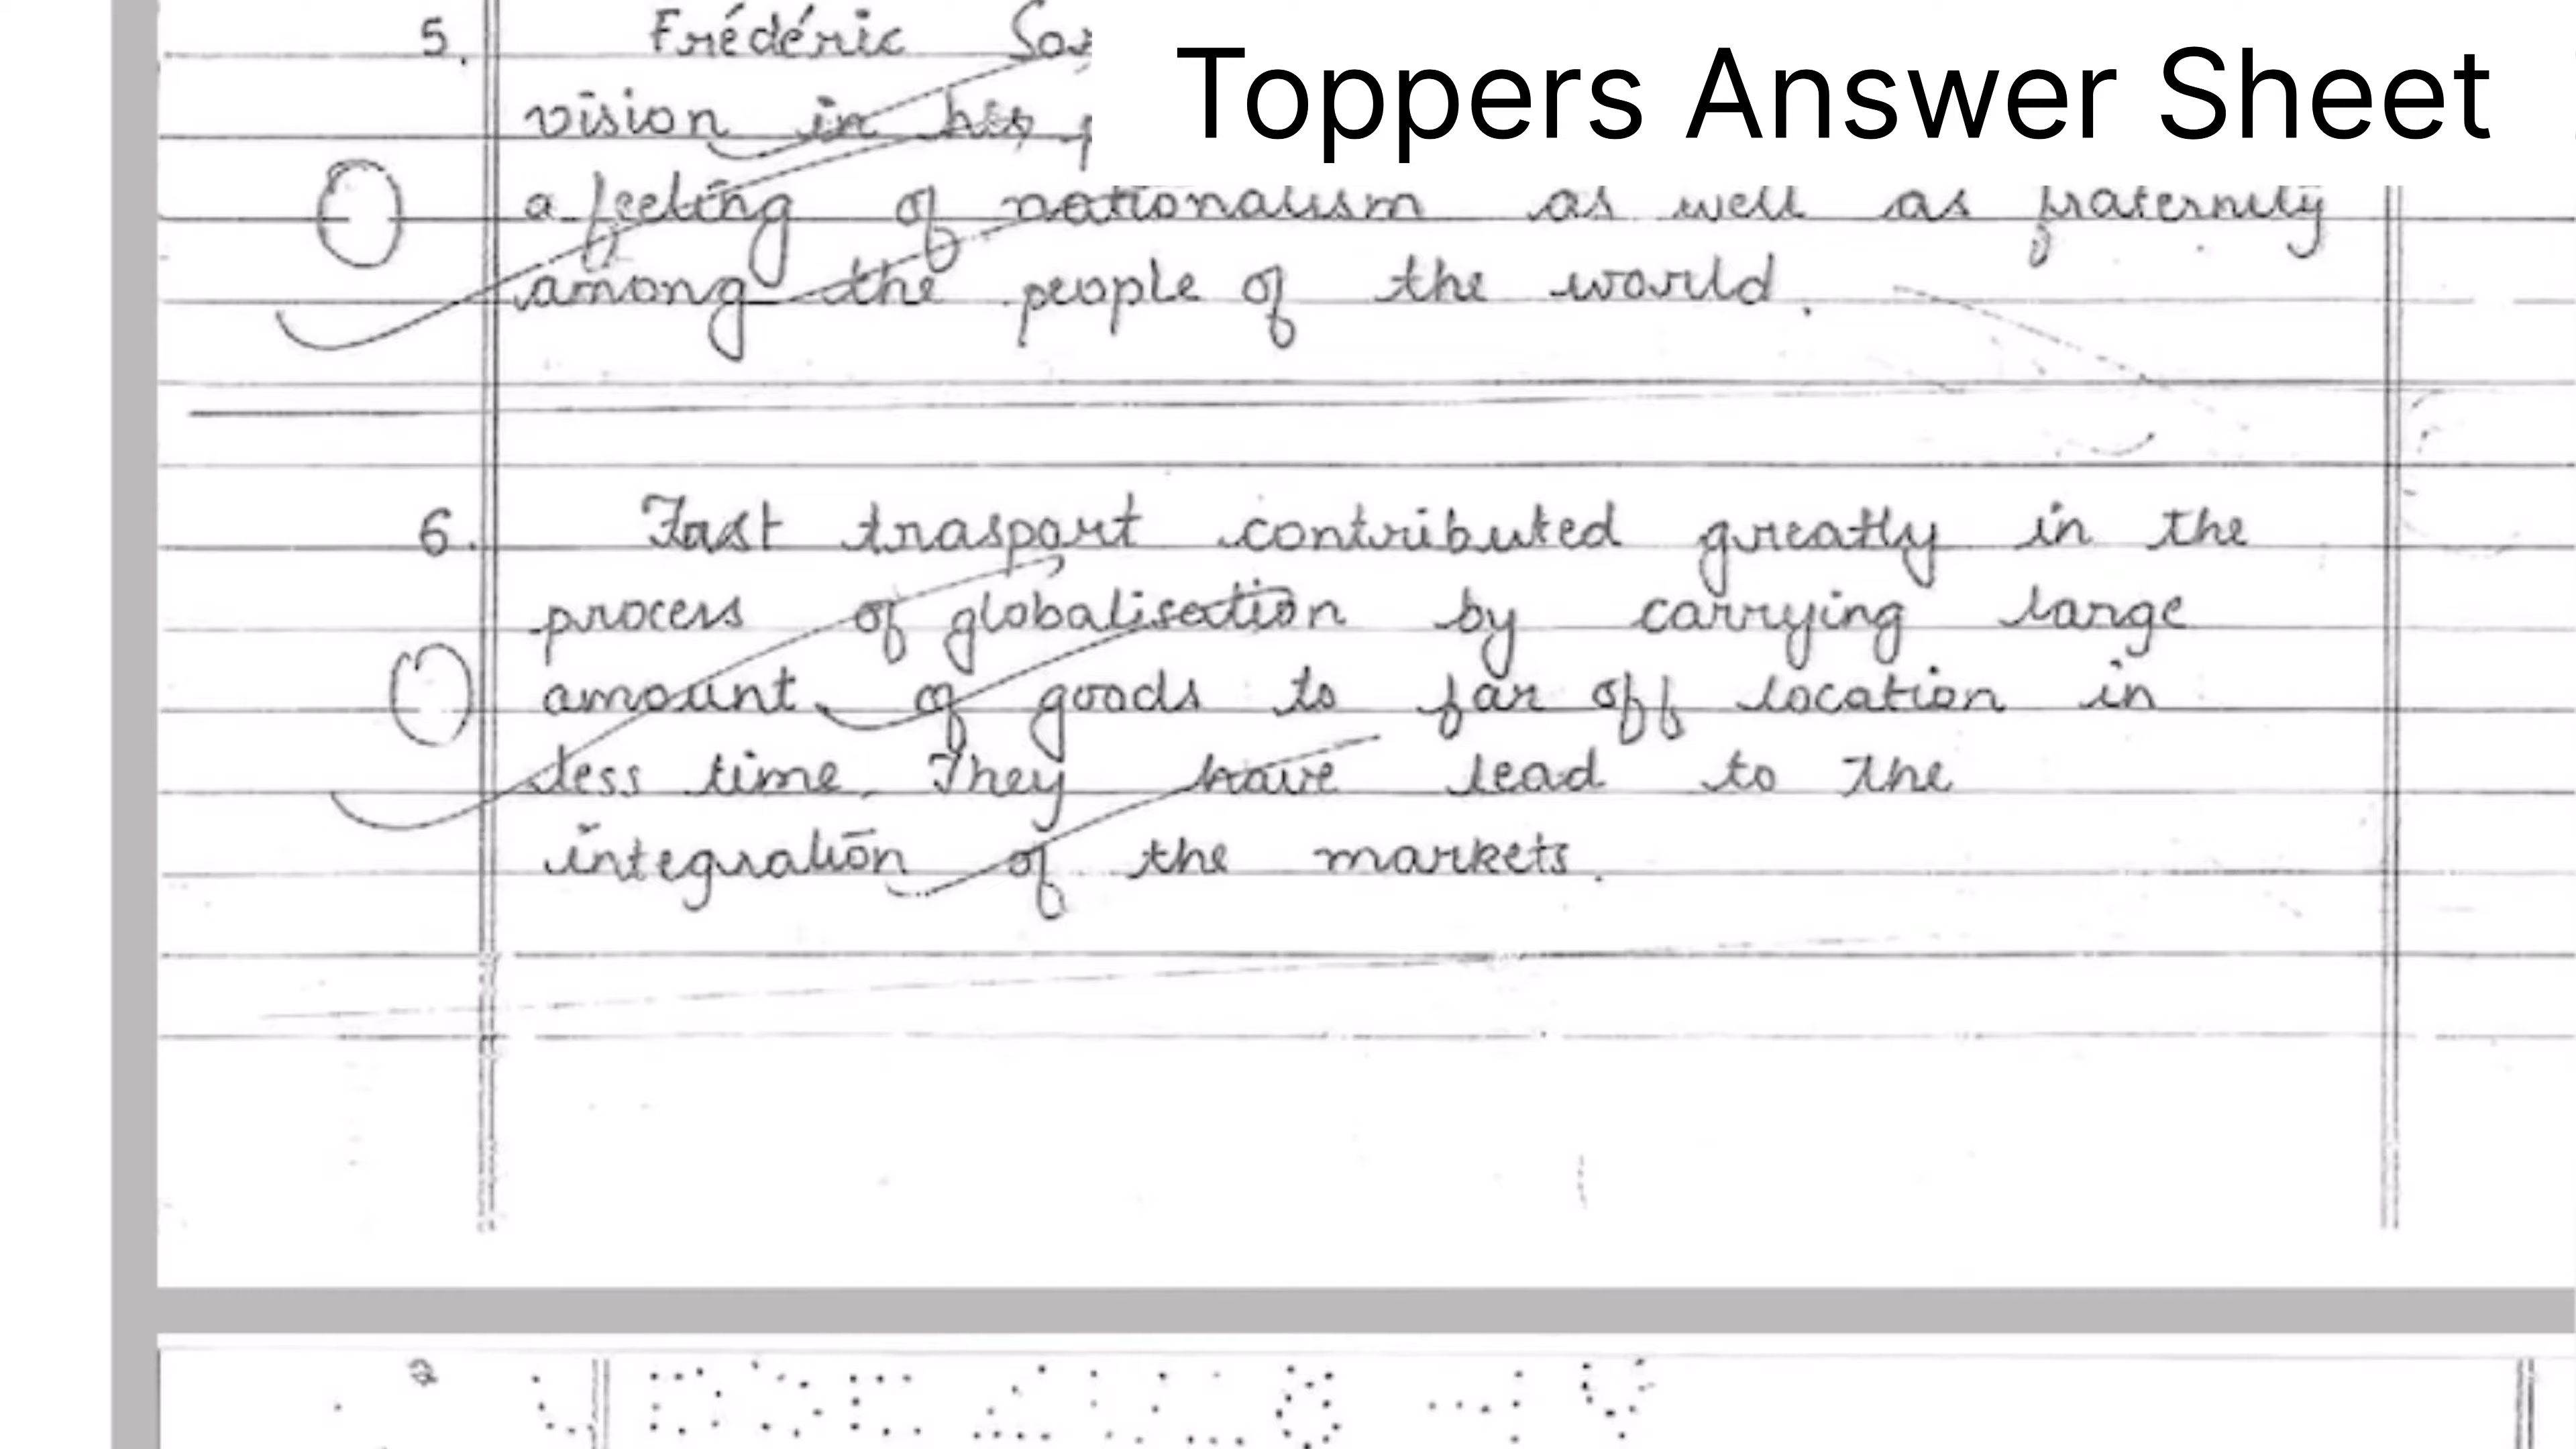 Toppers Answer Sheet
5. Frédéric
vision in his
a feeling of nationalism as well as fraternity
among the people of the world.
6. Fast trasport contributed greatly in the
process of globalisation by carrying large
amount of goods to far off location in
less time. They have lead to the
integration of the markets.